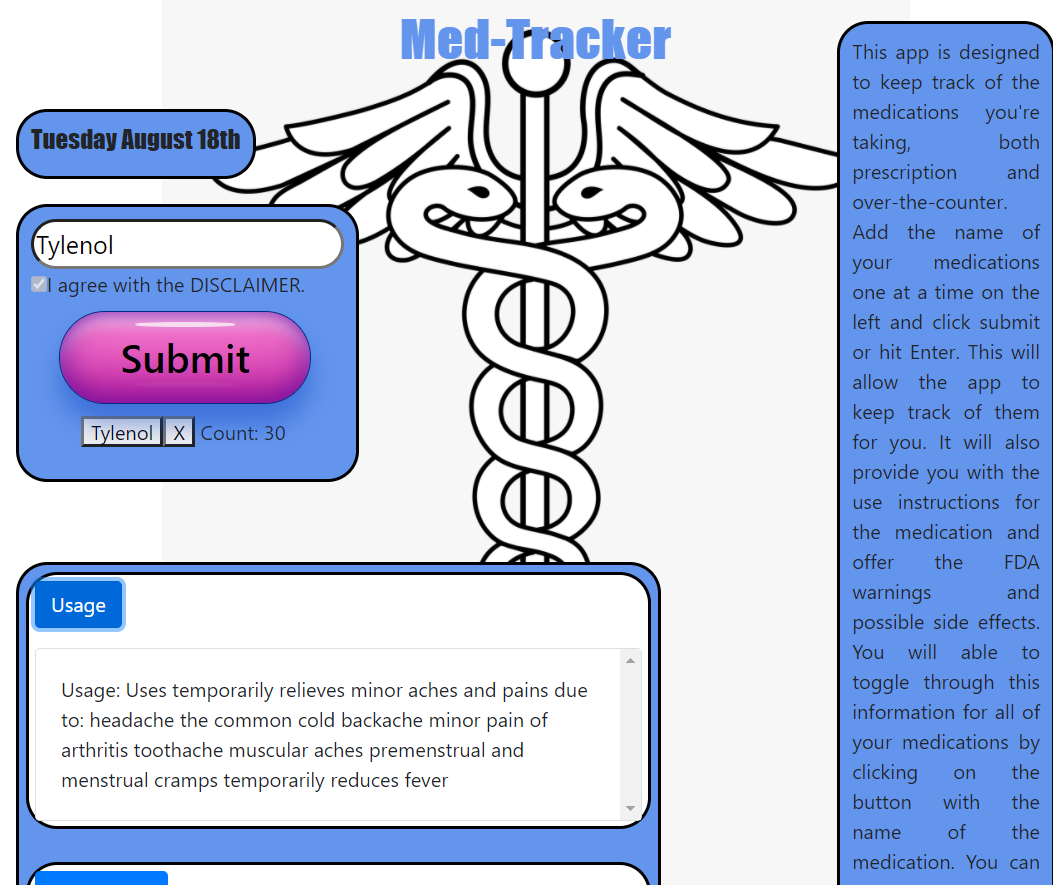 Med-Tracker
Tuesday August 18th
Tylenol
I agree with the DISCLAIMER.
Submit
Tylenol X Count: 30
Usage
Usage: Uses temporarily relieves minor aches and pains due
to: headache the common cold backache minor pain of
arthritis toothache muscular aches premenstrual and
menstrual cramps temporarily reduces fever
This app is designed
to keep track of the
medications you're
taking, both
prescription and
over-the-counter.
Add the name of
your medications
one at a time on the
left and click submit
or hit Enter. This will
allow the app to
keep track of them
for you. It will also
provide you with the
use instructions for
the medication and
offer the FDA
warnings and
possible side effects.
You will able to
toggle through this
information for all of
your medications by
clicking on the
button with the
name of the
medication. You can